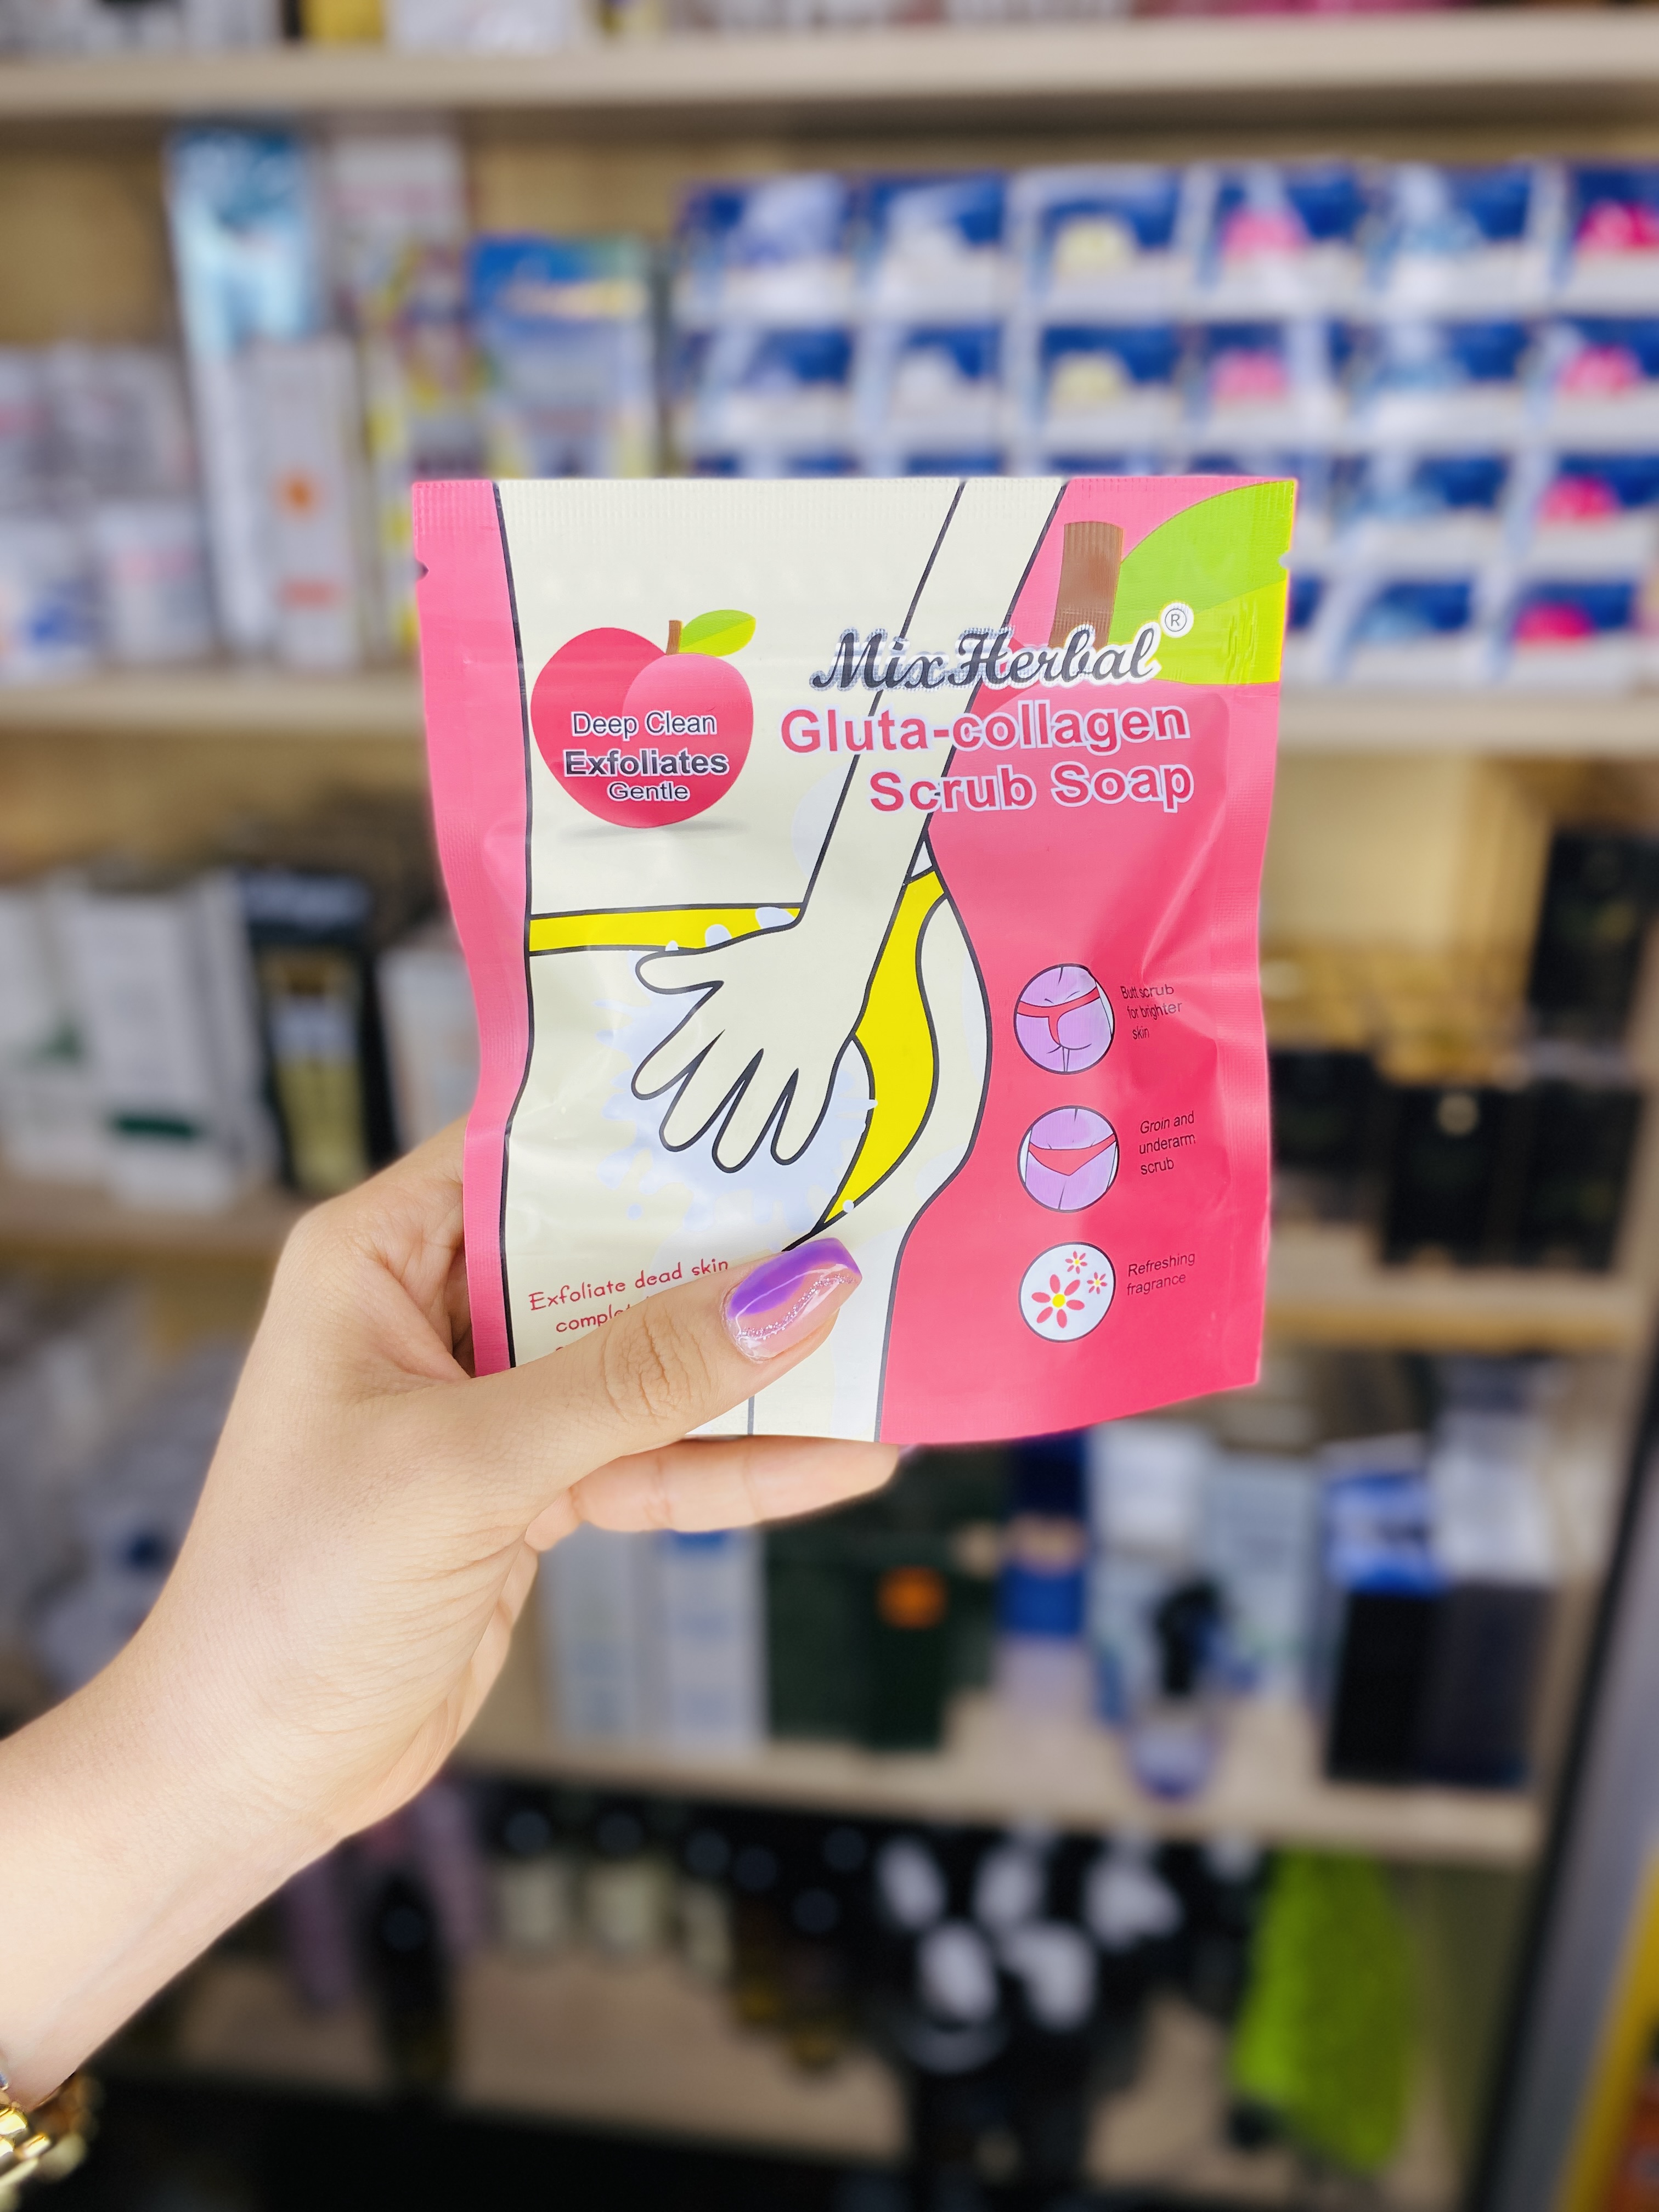 MixHerbal®
Gluta-collagen
Scrub Soap
Deep Clean
Exfoliates
Gentle
Butt scrub
for brighter
skin
Groin and
underarm
scrub
Refreshing
fragrance
Exfoliate dead skin